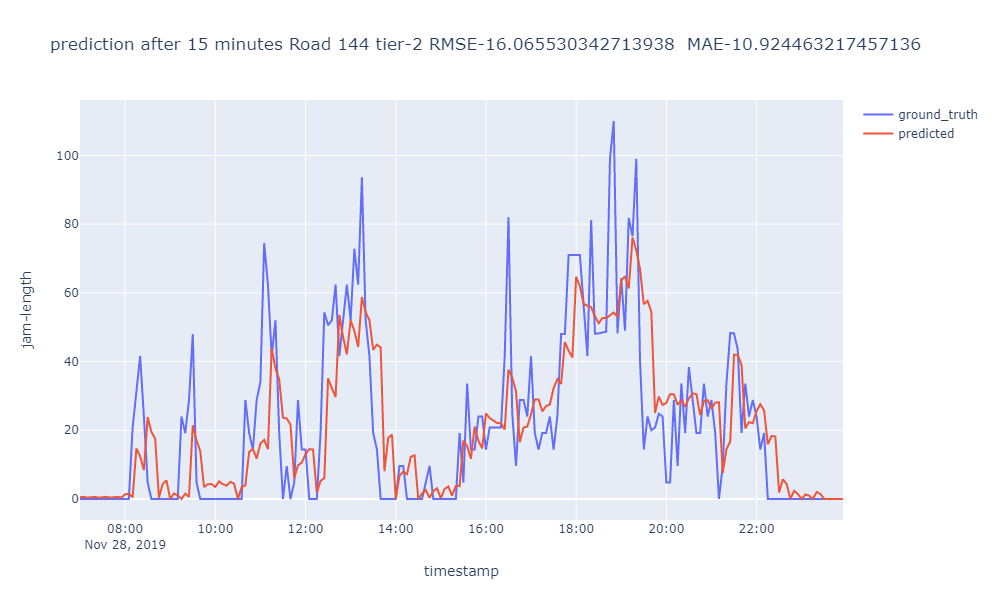 prediction after 15 minutes Road 144 tier-2 RMSE-16.065530342713938  MAE-10.924463217457136
ground_truth
predicted
100
80
60
40
20
0
jam-length
08:00 10:00 12:00 14:00 16:00 18:00 20:00 22:00
Nov 28, 2019
timestamp